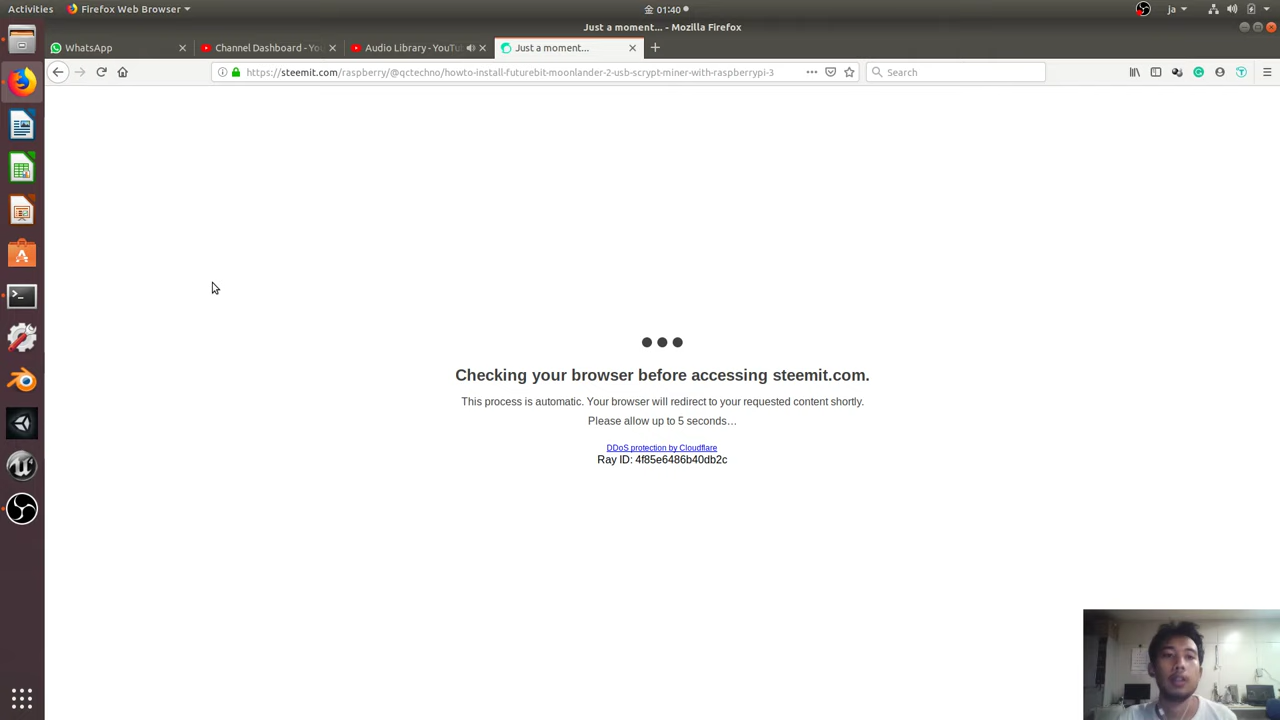 Activities
Firefox Web Browser
金 01:40
ja
Just a moment... - Mozilla Firefox
WhatsApp
Channel Dashboard - You
Audio Library - YouTu
Just a moment...
https://steemit.com/raspberry/@qctechno/howto-install-futurebit-moonlander-2-usb-scrypt-miner-with-raspberrypi-3
Search
Checking your browser before accessing steemit.com.
This process is automatic. Your browser will redirect to your requested content shortly.
Please allow up to 5 seconds…
DDoS protection by Cloudflare
Ray ID: 4f85e6486b40db2c